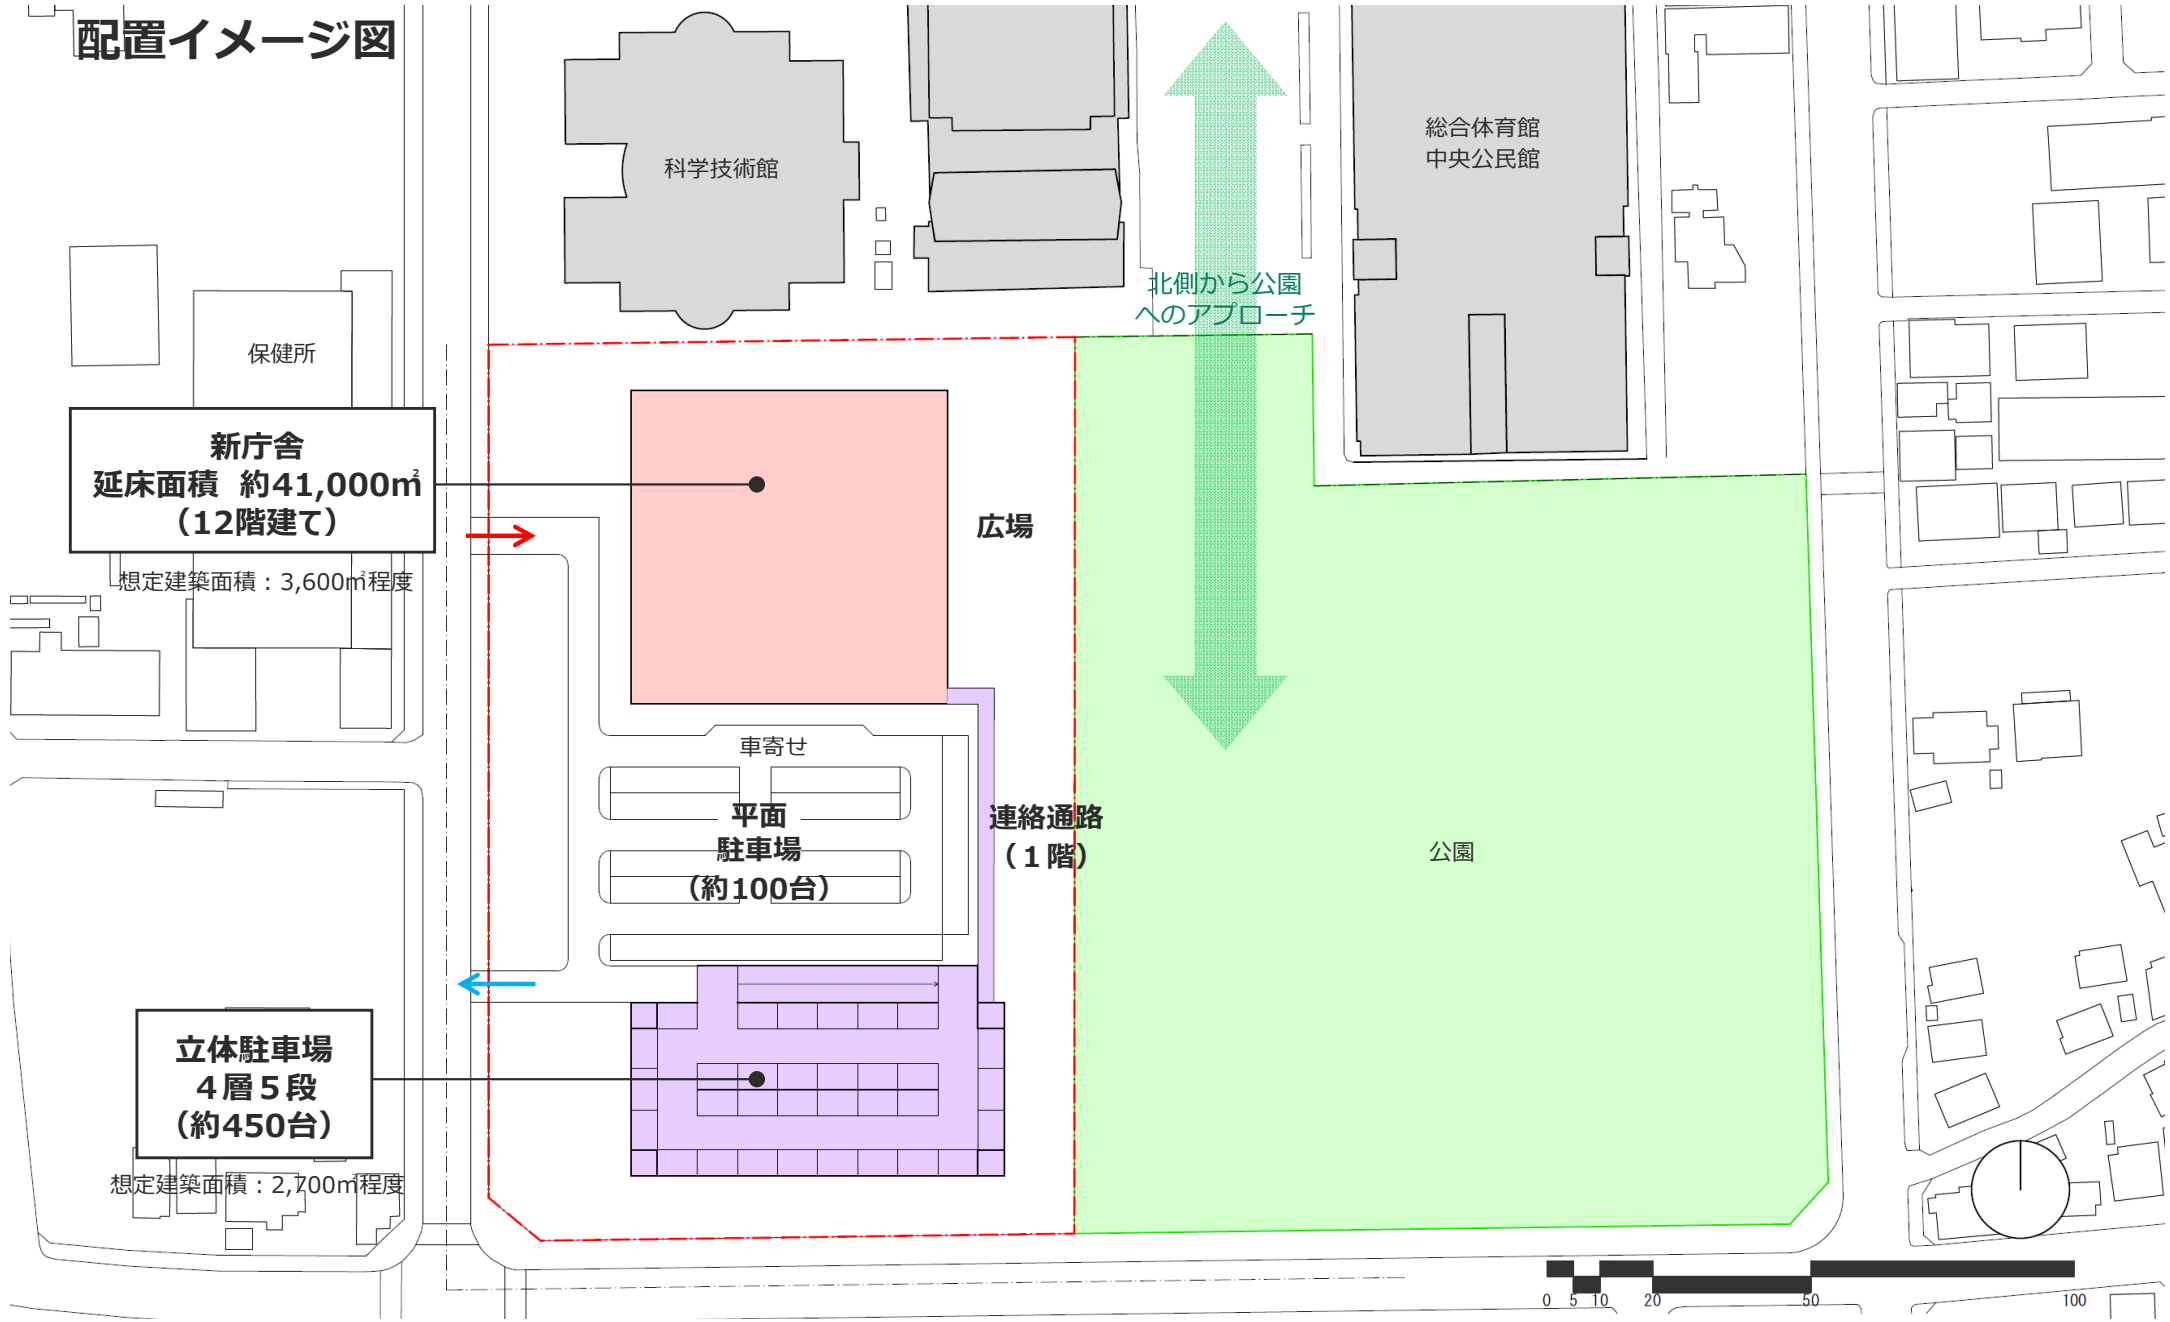 配置イメージ図
科学技術館
総合体育館
中央公民館
北側から公園
へのアプローチ
保健所
新庁舎
延床面積 約41,000㎡
（12階建て）
想定建築面積：3,600㎡程度
広場
車寄せ
平面
駐車場
（約100台）
連絡通路
（１階）
公園
立体駐車場
４層５段
（約450台）
想定建築面積：2,700㎡程度
0 5 10 20 50 100